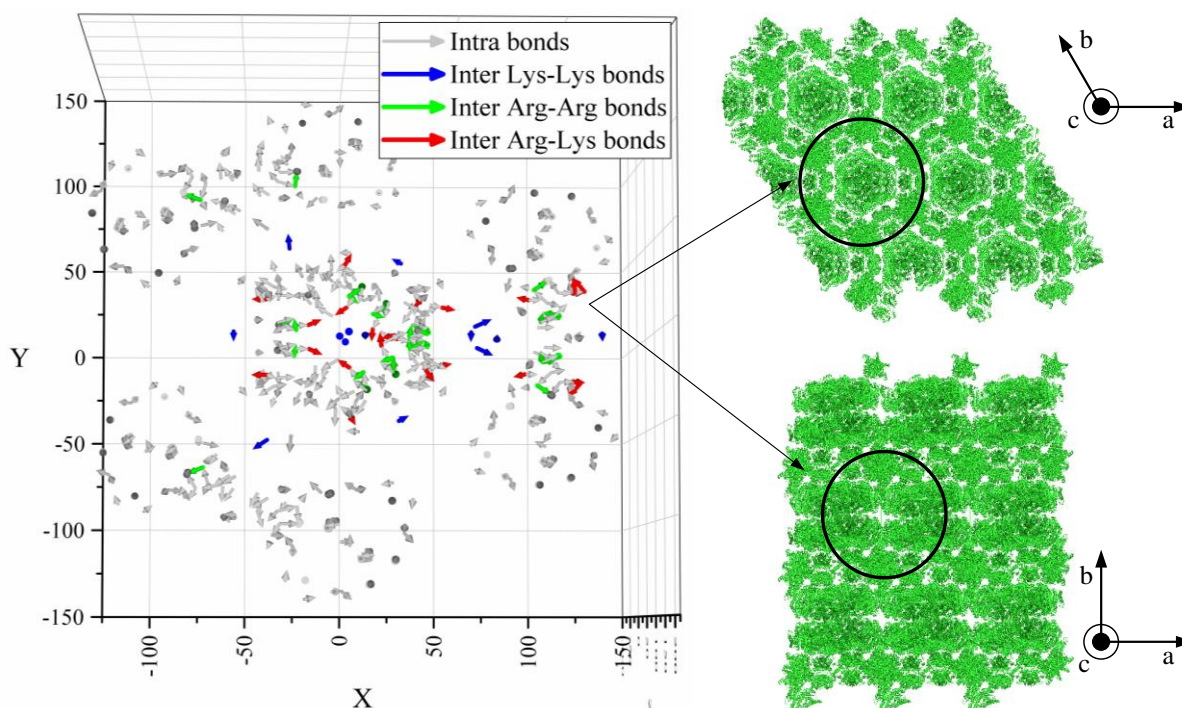 Intra bonds
Inter Lys-Lys bonds
Inter Arg-Arg bonds
Inter Arg-Lys bonds
150
100
50
0
-50
-100
-150
Y
-100
-50
0
50
100
150
X
b
c
a
b
c
a